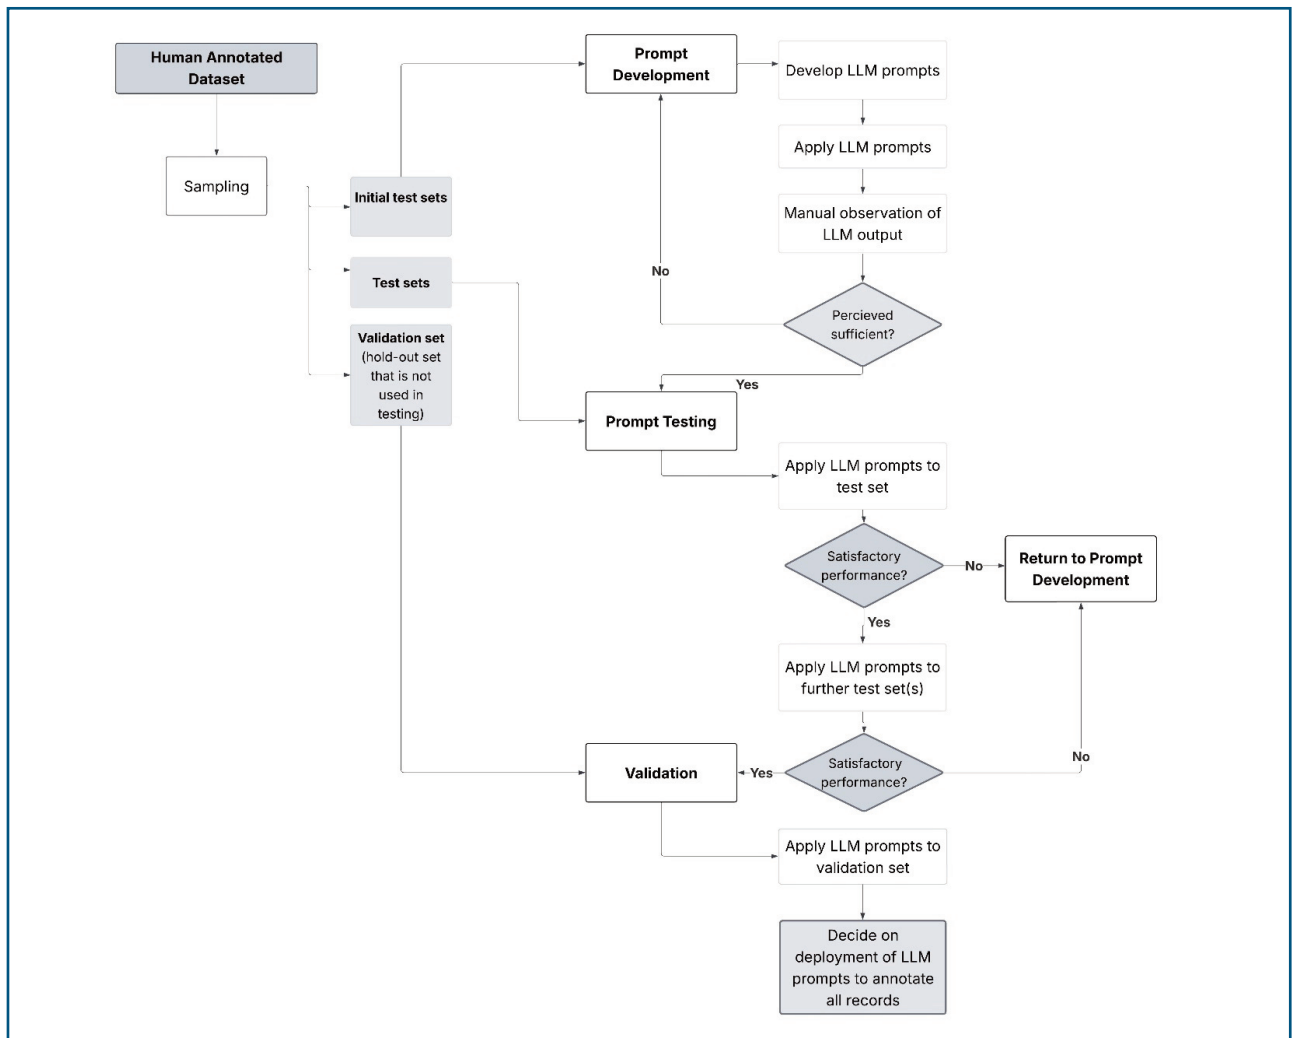 Human Annotated
Dataset
Sampling
Initial test sets
Test sets
Validation set
(hold-out set
that is not
used in
testing)
Prompt
Development
Develop LLM prompts
Apply LLM prompts
Manual observation of
LLM output
Percieved
sufficient?
No
Yes
Prompt Testing
Apply LLM prompts to
test set
Satisfactory
performance?
No
Return to Prompt
Development
Yes
Apply LLM prompts to
further test set(s)
Satisfactory
performance?
No
Yes
Validation
Apply LLM prompts to
validation set
Decide on
deployment of LLM
prompts to annotate
all records